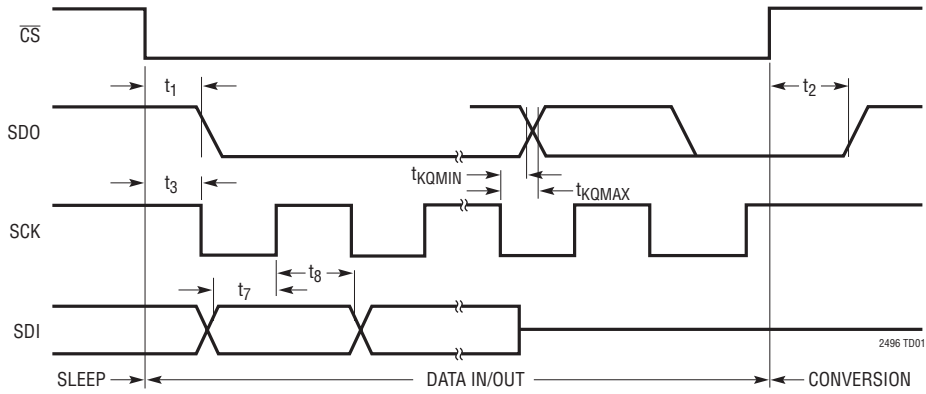 CS
t1
t2
SDO
tKQMIN
t3
tKQMAX
SCK
t8
t7
SDI
2496 TD01
SLEEP
DATA IN/OUT
CONVERSION